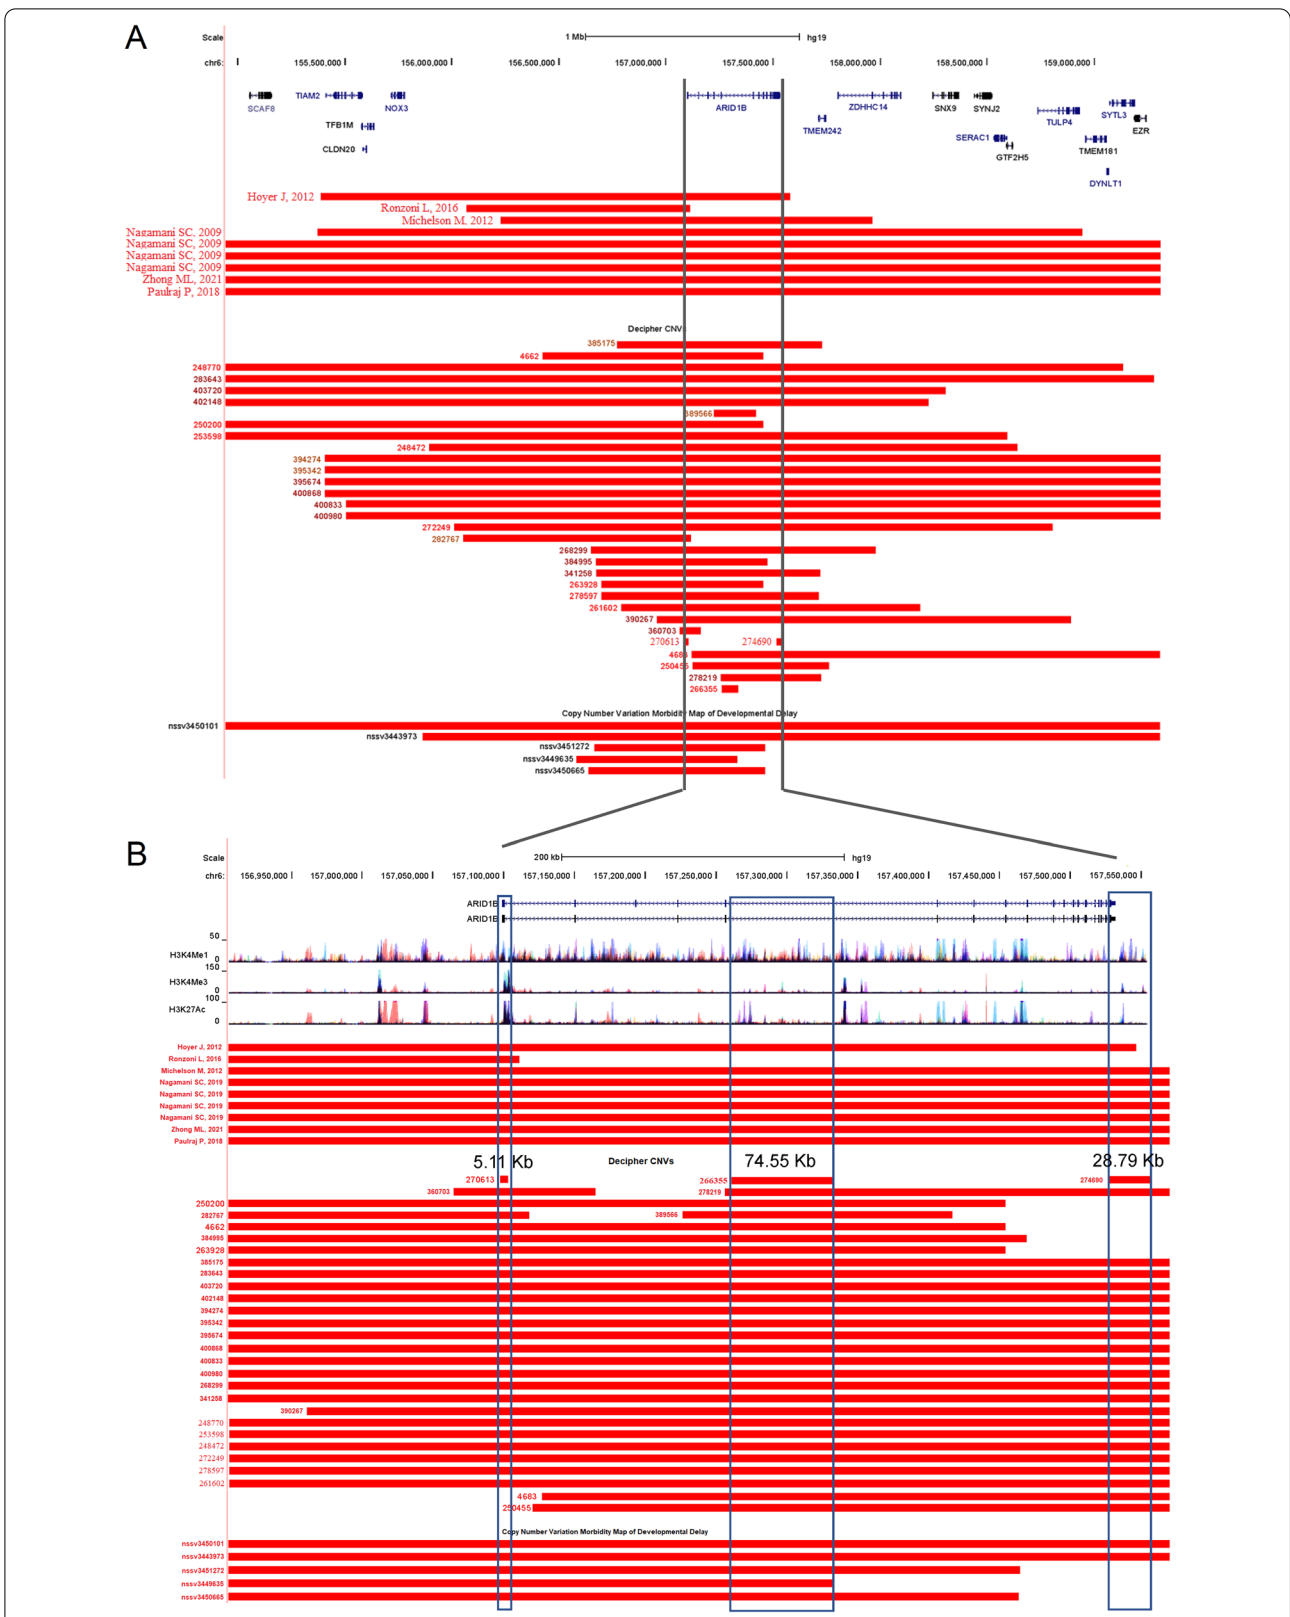 A
Scale 1 Mb hg19
chr6: 155,500,000 156,000,000 156,500,000 157,000,000 157,500,000 158,000,000 158,500,000 159,000,000
SCAF8 TIAM2 NOX3 ARID1B ZDHHC14 SNX9 SYNJ2 SYTL3
TFB1M TMEM242 SERAC1 TULP4 EZR
CLDN20 GTF2H5 TMEM181
DYNLT1
Hoyer J, 2012
Ronzoni L, 2016
Michelson M, 2012
Nagamani SC, 2009
Nagamani SC, 2009
Nagamani SC, 2009
Nagamani SC, 2009
Zhong ML, 2021
Paulraj P, 2018
Decipher CNVs
385175
4662
248770
283643
403720
402148
389566
250200
253598
248472
394274
395342
395674
400868
400833
400980
272249
282767
268299
384995
341258
263928
278597
261602
390267
360703
270613 274690
4683
250455
278219
266355
Copy Number Variation Morbidity Map of Developmental Delay
nssv3450101
nssv3443973
nssv3451272
nssv3449635
nssv3450665
B
Scale 200 kb hg19
chr6: 156,950,000 157,000,000 157,050,000 157,100,000 157,150,000 157,200,000 157,250,000 157,300,000 157,350,000 157,400,000 157,450,000 157,500,000 157,550,000
ARID1B
ARID1B
50
H3K4Me1
0
150
H3K4Me3
0
100
H3K27Ac
0
Hoyer J, 2012
Ronzoni L, 2016
Michelson M, 2012
Nagamani SC, 2019
Nagamani SC, 2019
Nagamani SC, 2019
Nagamani SC, 2019
Zhong ML, 2021
Paulraj P, 2018
5.11 Kb Decipher CNVs 74.55 Kb 28.79 Kb
270613 266355 274690
360703 278219
250200
282767 389566
4662
384995
263928
385175
283643
403720
402148
394274
395342
395674
400868
400833
400980
268299
341258
390267
248770
253598
248472
272249
278597
261602
4683
250455
Copy Number Variation Morbidity Map of Developmental Delay
nssv3450101
nssv3443973
nssv3451272
nssv3449635
nssv3450665